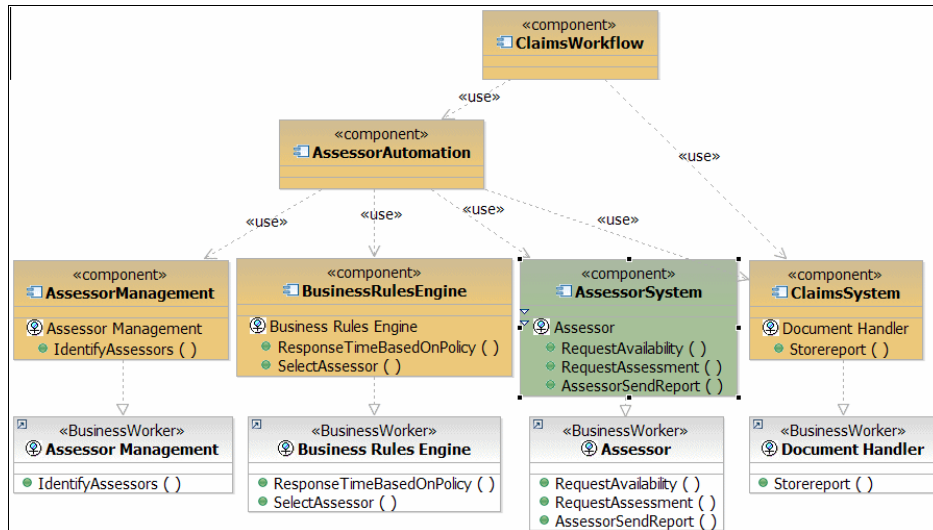 «component»
ClaimsWorkflow
«use»
«component»
AssessorAutomation
«use»
«use»
«use»
«use»
«use»
«component»
AssessorManagement
Assessor Management
IdentifyAssessors ( )
«component»
BusinessRulesEngine
Business Rules Engine
ResponseTimeBasedOnPolicy ( )
SelectAssessor ( )
«component»
AssessorSystem
Assessor
RequestAvailability ( )
RequestAssessment ( )
AssessorSendReport ( )
«component»
ClaimsSystem
Document Handler
Storereport ( )
«BusinessWorker»
Assessor Management
IdentifyAssessors ( )
«BusinessWorker»
Business Rules Engine
ResponseTimeBasedOnPolicy ( )
SelectAssessor ( )
«BusinessWorker»
Assessor
RequestAvailability ( )
RequestAssessment ( )
AssessorSendReport ( )
«BusinessWorker»
Document Handler
Storereport ( )